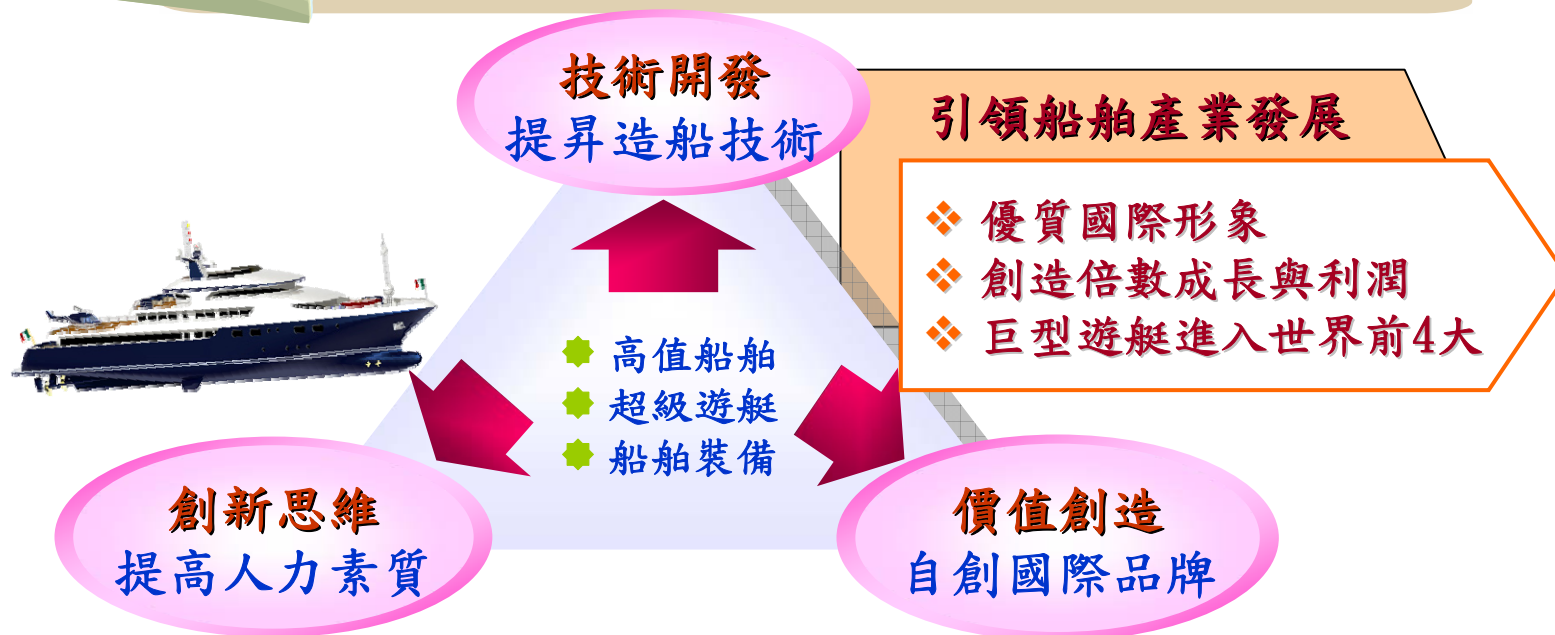 技術開發
提昇造船技術
引領船舶產業發展
優質國際形象
創造倍數成長與利潤
巨型遊艇進入世界前4大
高值船舶
超級遊艇
船舶裝備
創新思維
提高人力素質
價值創造
自創國際品牌